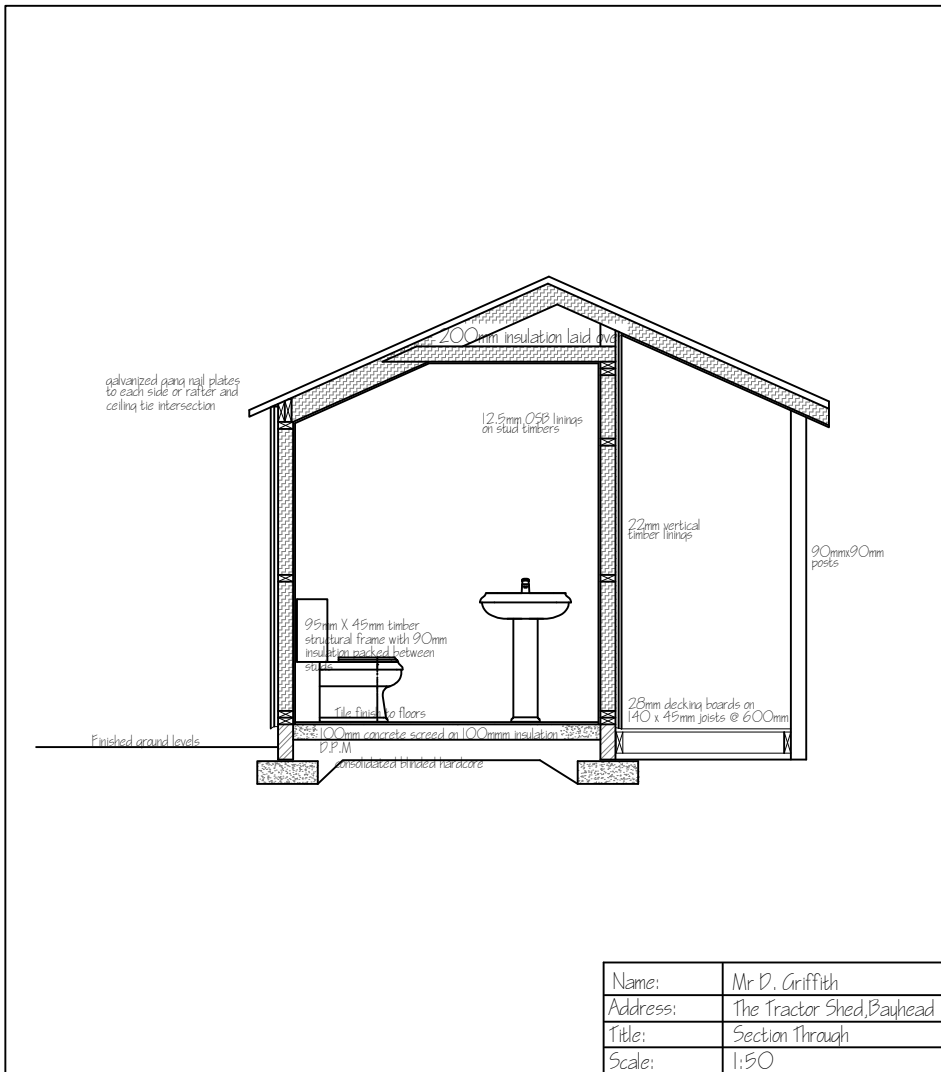 200mm insulation laid ove
galvanized gang nail plates
to each side or rafter and
ceiling tie intersection
12.5mm OSB linings
on stud timbers
22mm vertical
timber linings
90mmx90mm
posts
95mm X 45mm timber
structural frame with 90mm
insulation packed between
studs
28mm decking boards on
140 x 45mm joists @ 600mm
Tile finish to floors
Finished ground levels
100mm concrete screed on 100mmm insulation
D.P.M
consolidated blinded hardcore
Name: Mr D. Griffith
Address: The Tractor Shed,Bayhead
Title: Section Through
Scale: 1:50